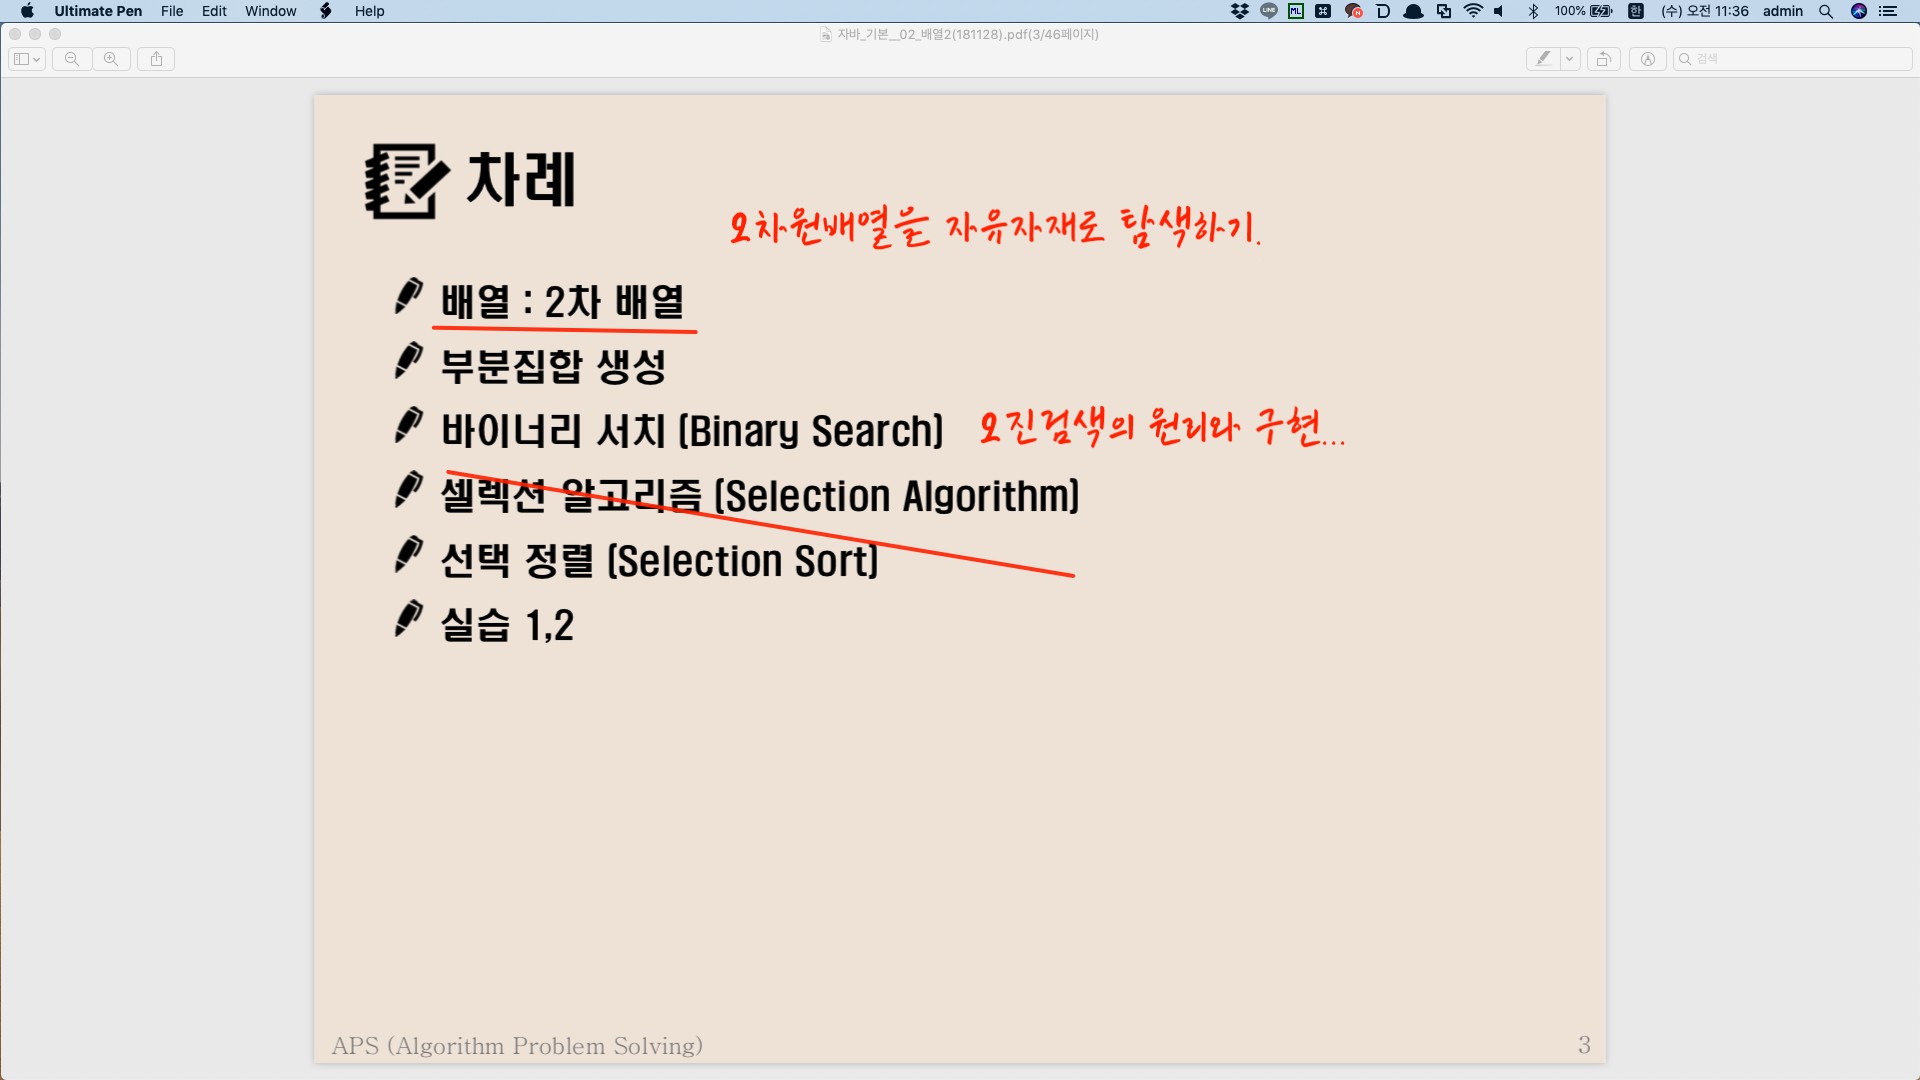 Ultimate Pen File Edit Window Help
100% 한 (수) 오전 11:36 admin
자바_기본__02_배열2(181128).pdf(3/46페이지)
검색
차례
오차원배열을 자유자재로 탐색하기.
배열 : 2차 배열
부분집합 생성
바이너리 서치 (Binary Search) 오진검색의 원리와 구현...
셀렉션 알고리즘 (Selection Algorithm)
선택 정렬 (Selection Sort)
실습 1,2
APS (Algorithm Problem Solving) 3